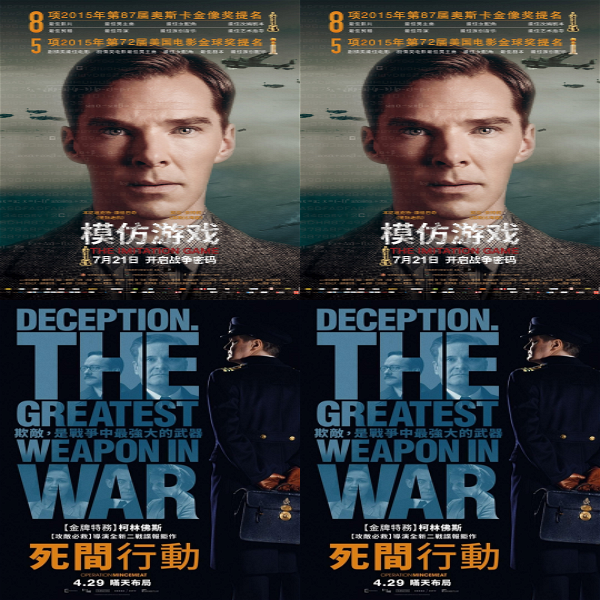 8项2015年第87届奥斯卡金像奖提名
5项2015年第72届美国电影金球奖提名
模仿游戏
THE IMITATION GAME
7月21日 开启战争密码
8项2015年第87届奥斯卡金像奖提名
5项2015年第72届美国电影金球奖提名
模仿游戏
THE IMITATION GAME
7月21日 开启战争密码
DECEPTION.
THE
GREATEST
欺敵，是戰爭中最強大的武器
WEAPON IN
WAR
【金牌特務】柯林佛斯
【攻敵必救】導演全新二戰諜報鉅作
死間行動
OPERATION MINCEMEAT
4.29 瞞天布局
DECEPTION.
THE
GREATEST
欺敵，是戰爭中最強大的武器
WEAPON IN
WAR
【金牌特務】柯林佛斯
【攻敵必救】導演全新二戰諜報鉅作
死間行動
OPERATION MINCEMEAT
4.29 瞞天布局